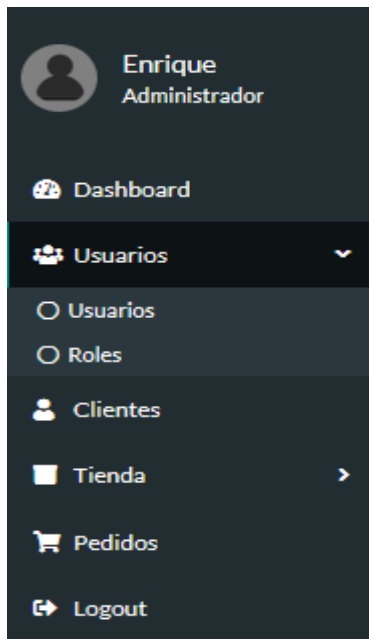 Enrique
Administrador
Dashboard
Usuarios
Usuarios
Roles
Clientes
Tienda
Pedidos
Logout